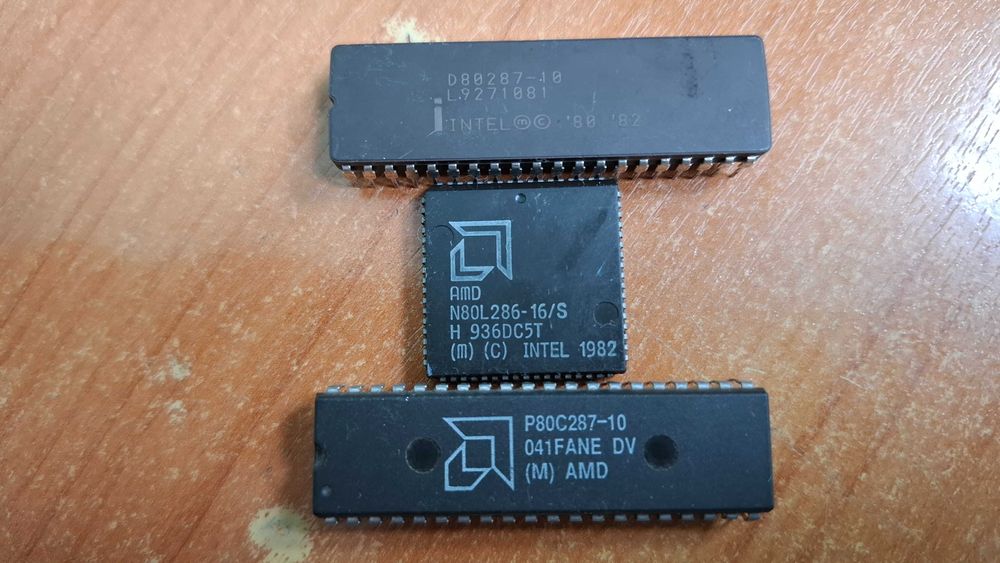 D80287-10
L9271081
INTEL Ⓜ© '80 '82
AMD
N80L286-16/S
H 936DC5T
(M) (C) INTEL 1982
P80C287-10
041FANE DV
(M) AMD